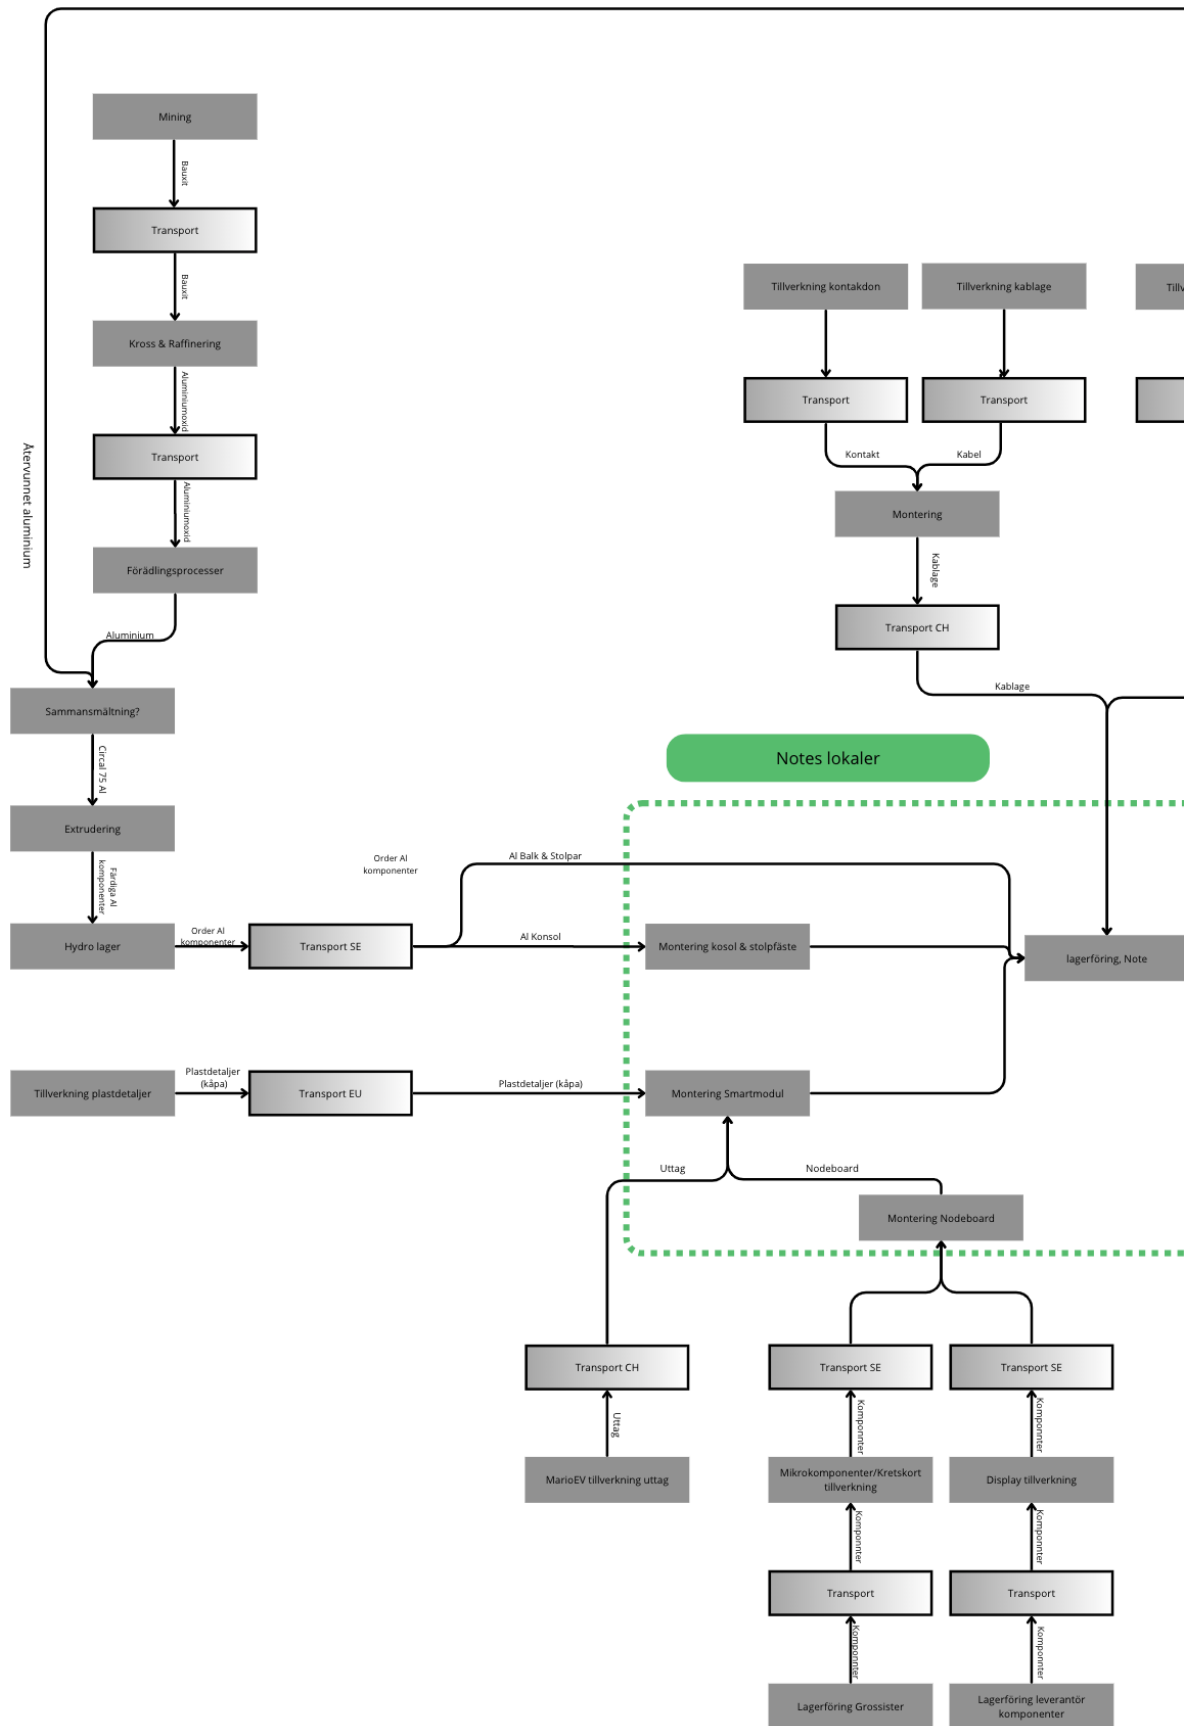 Mining
Bauxit
Transport
Bauxit
Kross & Raffinering
Aluminiumoxid
Transport
Aluminiumoxid
Förädlingsprocesser
Återvunnet aluminium
Aluminium
Sammansmältning?
Circal 75 Al
Extrudering
Färdiga Al
komponenter
Hydro lager
Order Al
komponenter
Transport SE
Order Al
komponenter
Al Balk & Stolpar
Al Konsol
Tillverkning kontakdon
Tillverkning kablage
Tillv
Transport
Transport
Kontakt
Kabel
Montering
Kablage
Transport CH
Kablage
Notes lokaler
Montering kosol & stolpfäste
lagerföring, Note
Tillverkning plastdetaljer
Plastdetaljer
(kåpa)
Transport EU
Plastdetaljer (kåpa)
Montering Smartmodul
Uttag
Nodeboard
Montering Nodeboard
Transport CH
Transport SE
Transport SE
Uttag
Komponnter
Komponnter
MarioEV tillverkning uttag
Mikrokomponenter/Kretskort
tillverkning
Display tillverkning
Komponnter
Komponnter
Transport
Transport
Komponnter
Komponnter
Lagerföring Grossister
Lagerföring leverantör
komponenter